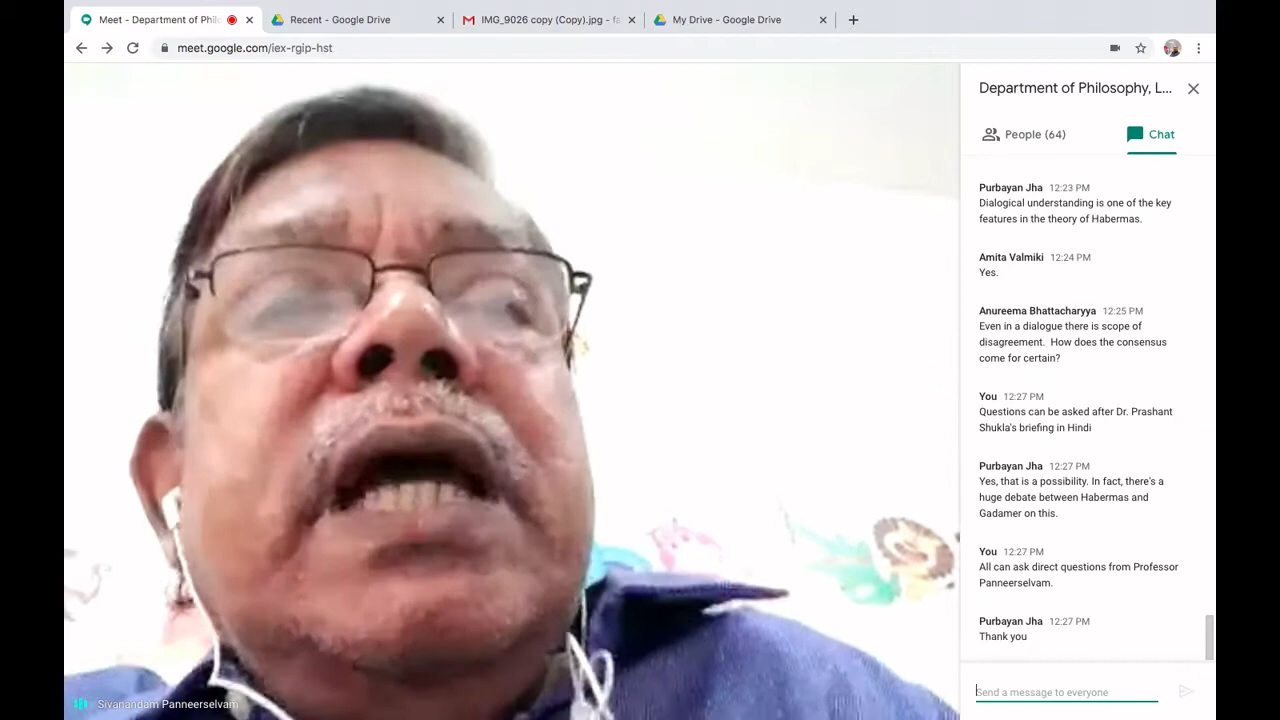 Meet - Department of Philo
Recent - Google Drive
IMG_9026 copy (Copy).jpg - fa
My Drive - Google Drive
meet.google.com/iex-rgip-hst
Department of Philosophy, L...
People (64)
Chat
Purbayan Jha 12:23 PM
Dialogical understanding is one of the key
features in the theory of Habermas.
Amita Valmiki 12:24 PM
Yes.
Anureema Bhattacharyya 12:25 PM
Even in a dialogue there is scope of
disagreement. How does the consensus
come for certain?
You 12:27 PM
Questions can be asked after Dr. Prashant
Shukla's briefing in Hindi
Purbayan Jha 12:27 PM
Yes, that is a possibility. In fact, there's a
huge debate between Habermas and
Gadamer on this.
You 12:27 PM
All can ask direct questions from Professor
Panneerselvam.
Purbayan Jha 12:27 PM
Thank you
Send a message to everyone
Sivanandam Panneerselvam